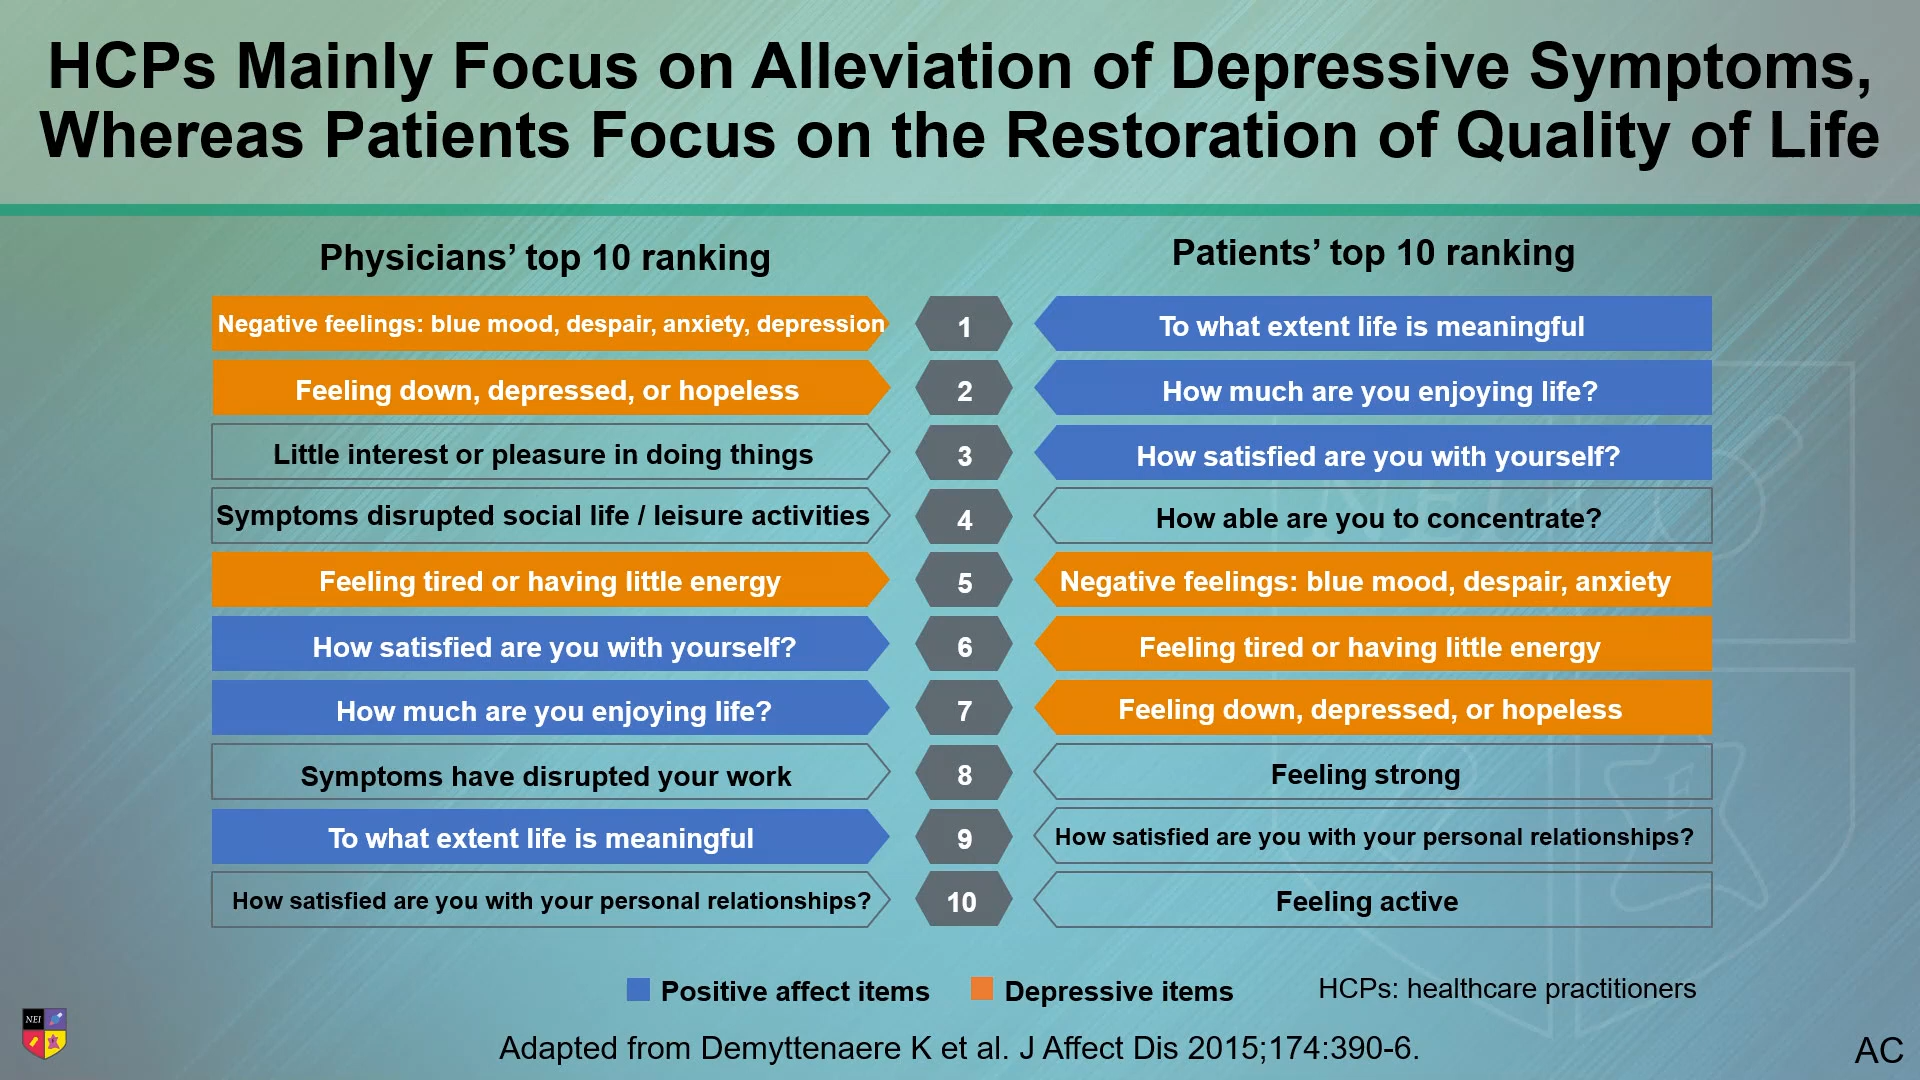 HCPs Mainly Focus on Alleviation of Depressive Symptoms,
Whereas Patients Focus on the Restoration of Quality of Life
Physicians’ top 10 ranking
Patients’ top 10 ranking
Negative feelings: blue mood, despair, anxiety, depression
1
To what extent life is meaningful
Feeling down, depressed, or hopeless
2
How much are you enjoying life?
Little interest or pleasure in doing things
3
How satisfied are you with yourself?
Symptoms disrupted social life / leisure activities
4
How able are you to concentrate?
Feeling tired or having little energy
5
Negative feelings: blue mood, despair, anxiety
How satisfied are you with yourself?
6
Feeling tired or having little energy
How much are you enjoying life?
7
Feeling down, depressed, or hopeless
Symptoms have disrupted your work
8
Feeling strong
To what extent life is meaningful
9
How satisfied are you with your personal relationships?
How satisfied are you with your personal relationships?
10
Feeling active
Positive affect items
Depressive items
HCPs: healthcare practitioners
NEI
Adapted from Demyttenaere K et al. J Affect Dis 2015;174:390-6.
AC